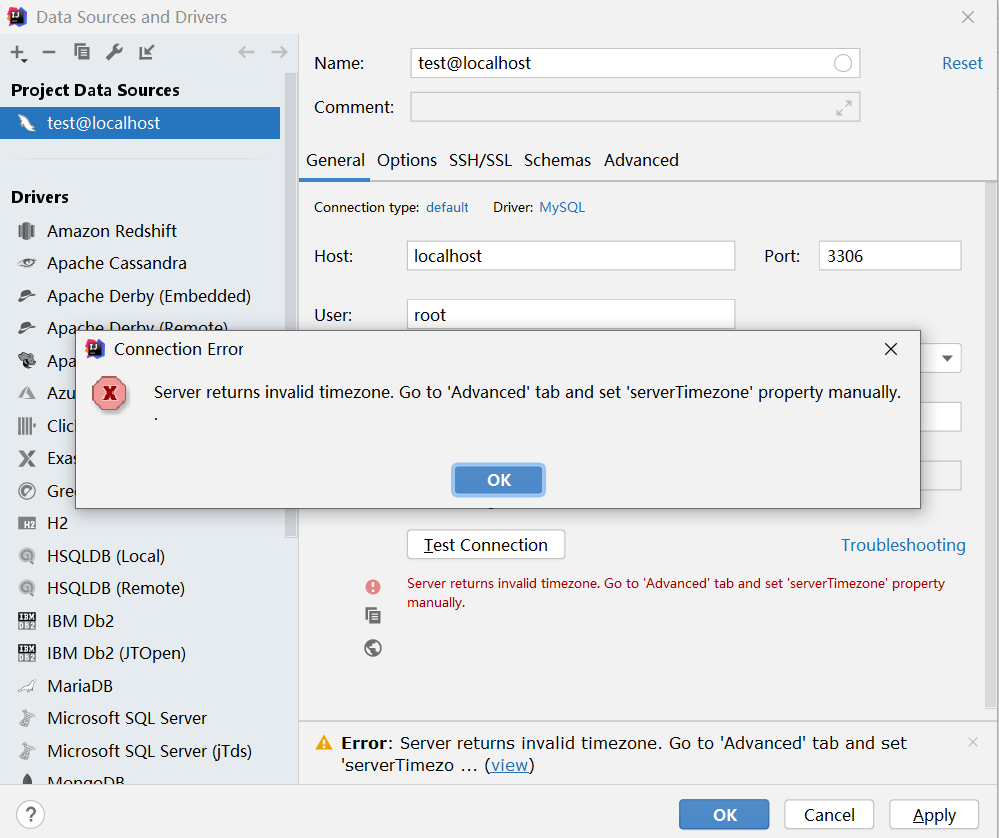 Data Sources and Drivers
Name:
test@localhost
Reset
Comment:
Project Data Sources
test@localhost
General Options SSH/SSL Schemas Advanced
Connection type: default Driver: MySQL
Host:
localhost
Port:
3306
User:
root
Drivers
Amazon Redshift
Apache Cassandra
Apache Derby (Embedded)
Apache Derby (Remote)
Connection Error
Server returns invalid timezone. Go to 'Advanced' tab and set 'serverTimezone' property manually.
.
OK
H2
HSQLDB (Local)
HSQLDB (Remote)
IBM Db2
IBM Db2 (JTOpen)
MariaDB
Microsoft SQL Server
Microsoft SQL Server (jTds)
MongoDB
Test Connection
Troubleshooting
Server returns invalid timezone. Go to 'Advanced' tab and set 'serverTimezone' property
manually.
Error: Server returns invalid timezone. Go to 'Advanced' tab and set
'serverTimezo ... (view)
?
OK
Cancel
Apply